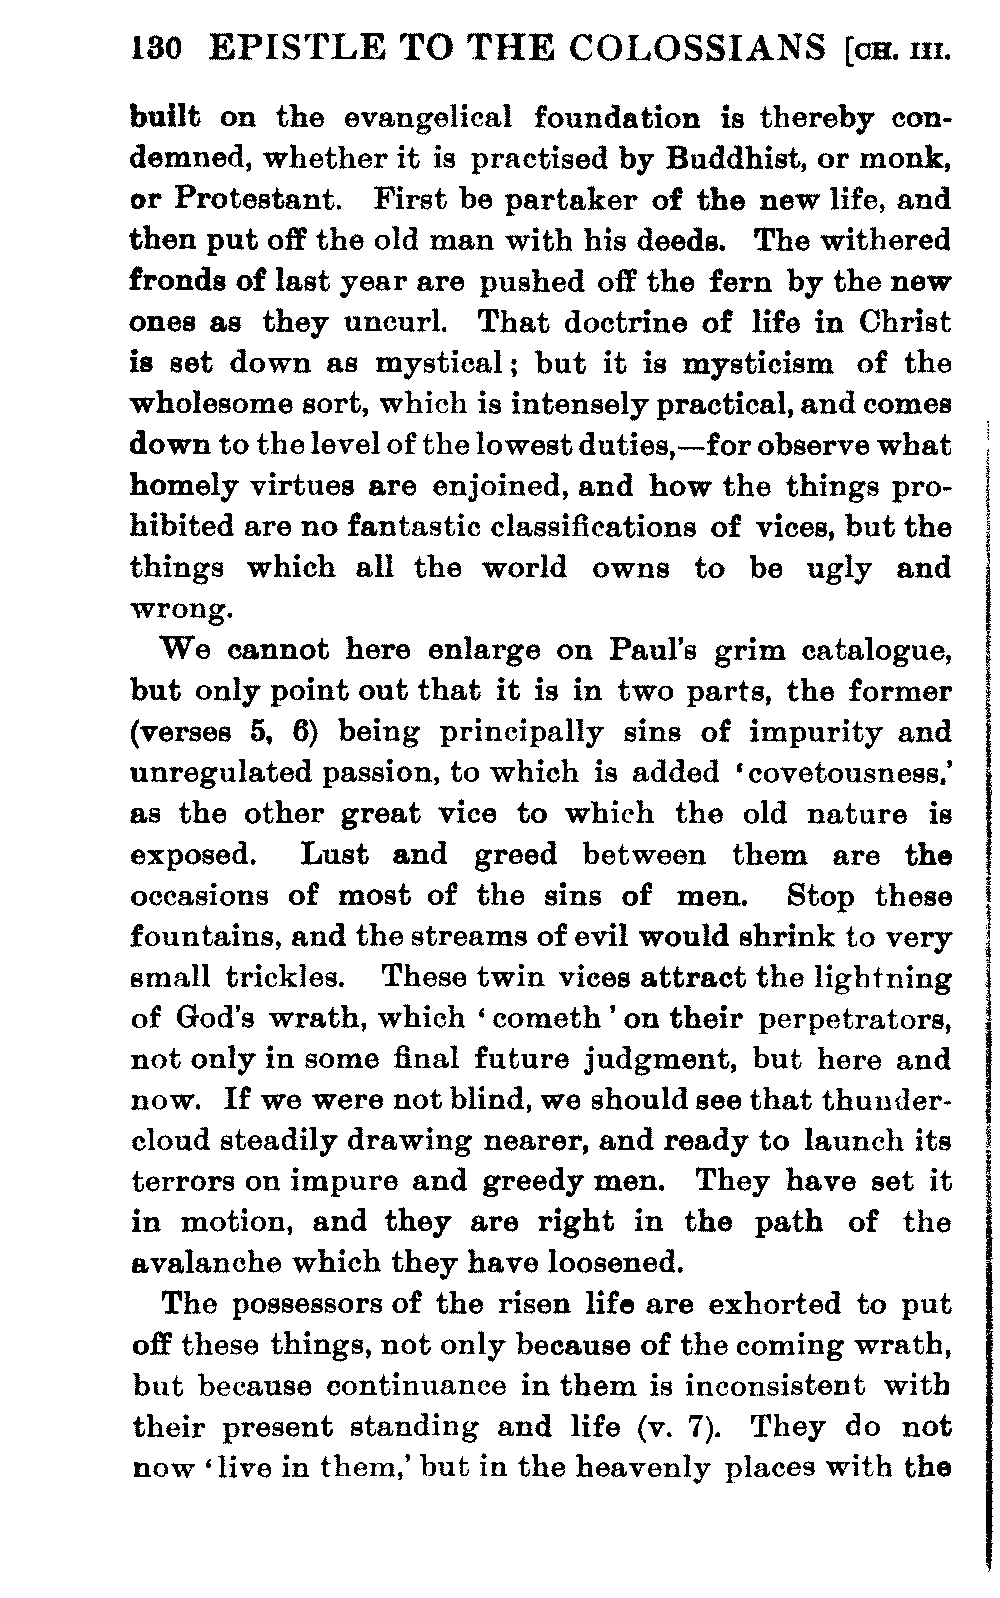 130 EPISTLE TO THE COLOSSIANS [CH. III.
built on the evangelical foundation is thereby con-
demned, whether it is practised by Buddhist, or monk,
or Protestant. First be partaker of the new life, and
then put off the old man with his deeds. The withered
fronds of last year are pushed off the fern by the new
ones as they uncurl. That doctrine of life in Christ
is set down as mystical; but it is mysticism of the
wholesome sort, which is intensely practical, and comes
down to the level of the lowest duties,—for observe what
homely virtues are enjoined, and how the things pro-
hibited are no fantastic classifications of vices, but the
things which all the world owns to be ugly and
wrong.
We cannot here enlarge on Paul's grim catalogue,
but only point out that it is in two parts, the former
(verses 5, 6) being principally sins of impurity and
unregulated passion, to which is added 'covetousness,'
as the other great vice to which the old nature is
exposed. Lust and greed between them are the
occasions of most of the sins of men. Stop these
fountains, and the streams of evil would shrink to very
small trickles. These twin vices attract the lightning
of God's wrath, which 'cometh' on their perpetrators,
not only in some final future judgment, but here and
now. If we were not blind, we should see that thunder-
cloud steadily drawing nearer, and ready to launch its
terrors on impure and greedy men. They have set it
in motion, and they are right in the path of the
avalanche which they have loosened.
The possessors of the risen life are exhorted to put
off these things, not only because of the coming wrath,
but because continuance in them is inconsistent with
their present standing and life (v. 7). They do not
now 'live in them,' but in the heavenly places with the